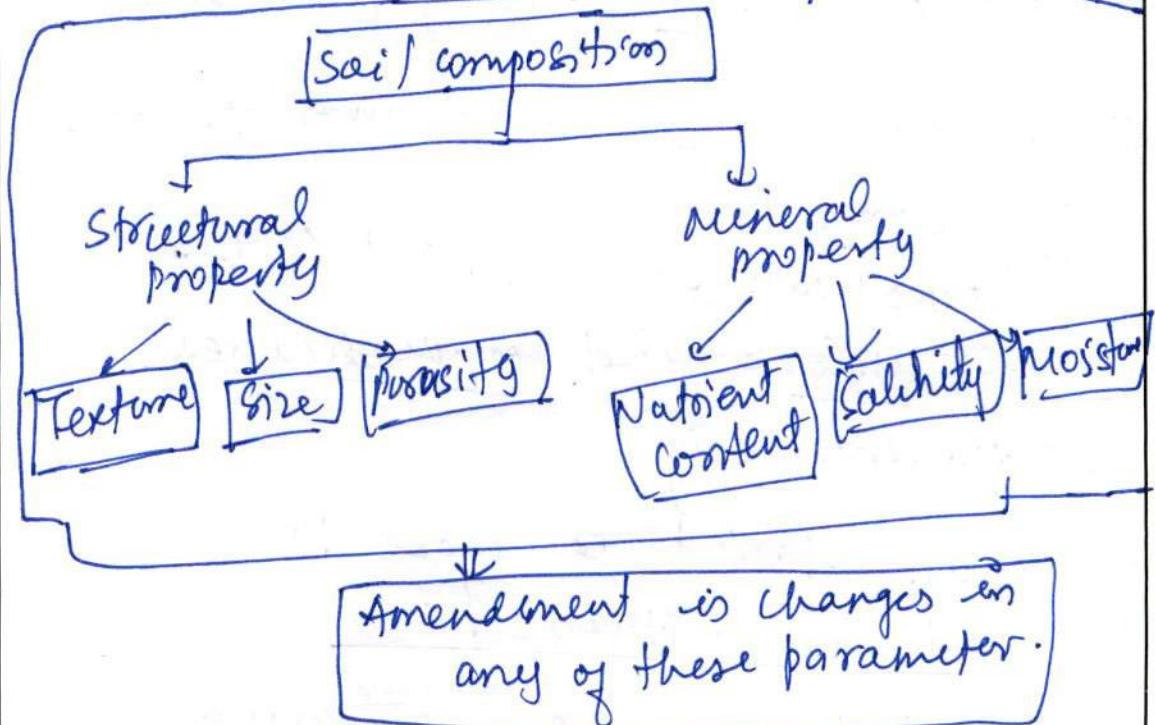 Soil composition
Structural
property
Mineral
property
Texture
Size
Porosity
Nutrient
content
Salinity
Amendment is changes in
any of these parameter.